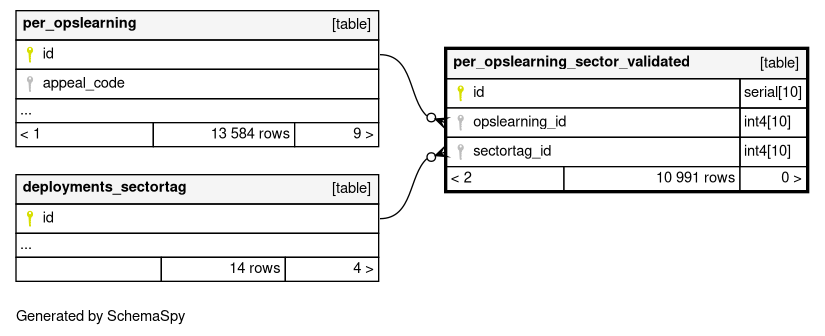 per_opslearning [table]
id
appeal_code
...
< 1 13 584 rows 9 >
deployments_sectortag [table]
id
...
14 rows 4 >
per_opslearning_sector_validated [table]
id serial[10]
opslearning_id int4[10]
sectortag_id int4[10]
< 2 10 991 rows 0 >
Generated by SchemaSpy